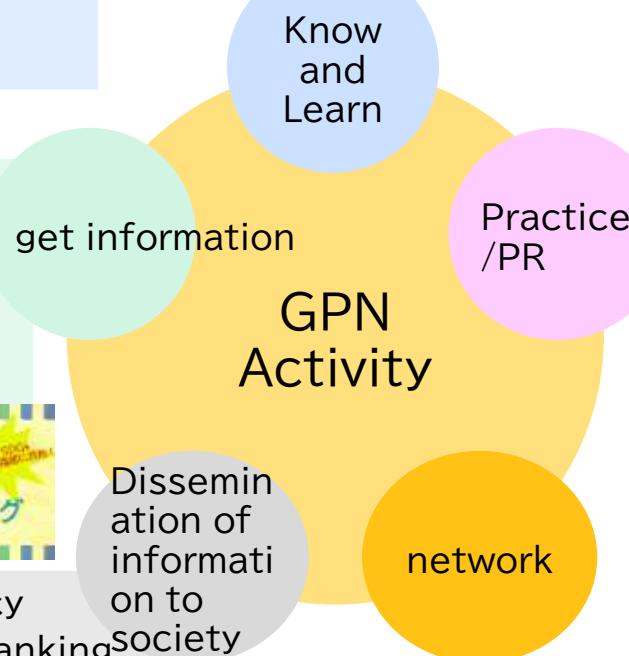 Know
and
Learn
get information
Practice
/PR
GPN
Activity
Dissemin
ation of
informati
on to
society
network